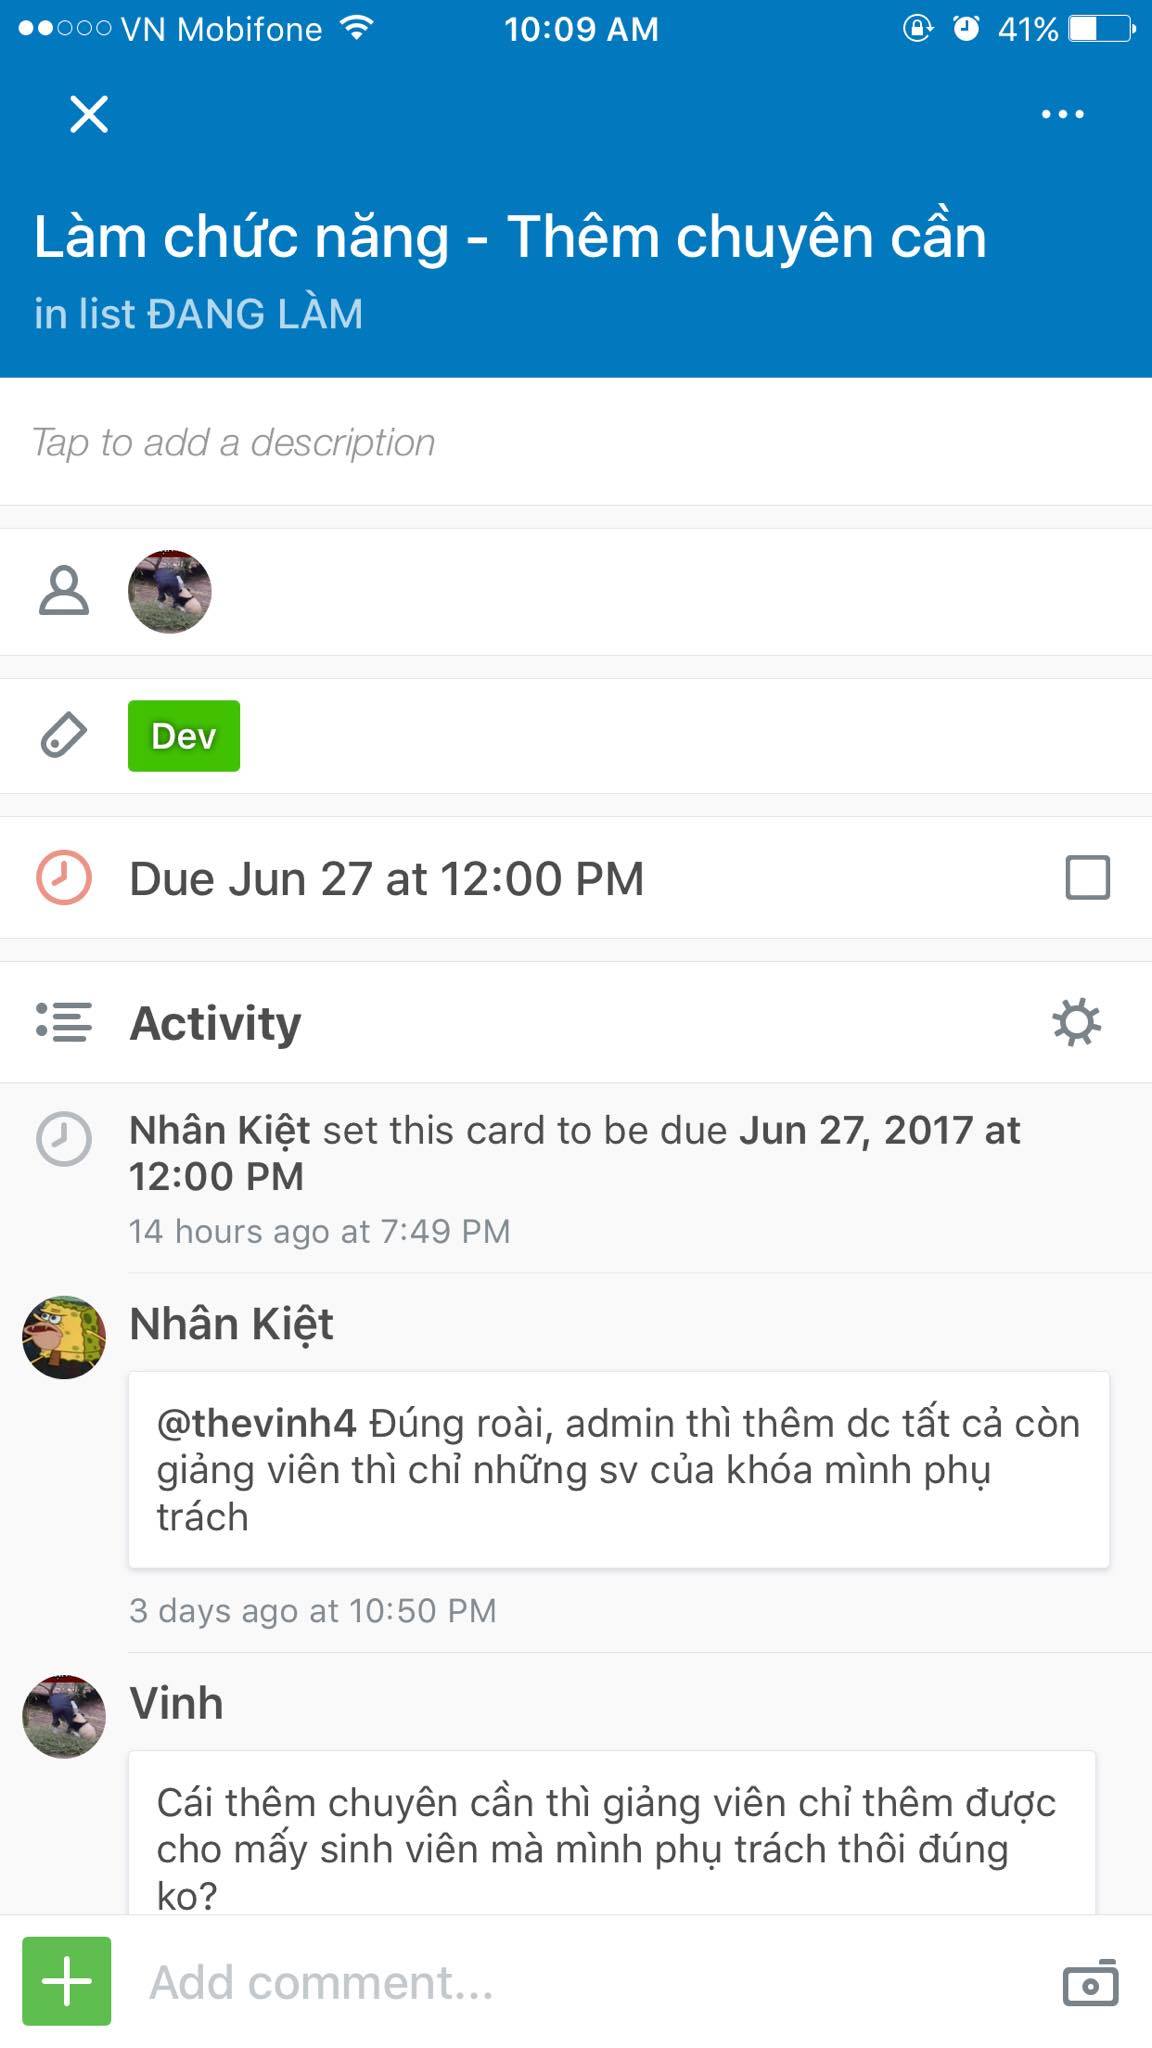 VN Mobifone 10:09 AM 41%
Làm chức năng - Thêm chuyên cần
in list ĐANG LÀM
Tap to add a description
Dev
Due Jun 27 at 12:00 PM
Activity
Nhân Kiệt set this card to be due Jun 27, 2017 at
12:00 PM
14 hours ago at 7:49 PM
Nhân Kiệt
@thevinh4 Đúng roài, admin thì thêm dc tất cả còn
giảng viên thì chỉ những sv của khóa mình phụ
trách
3 days ago at 10:50 PM
Vinh
Cái thêm chuyên cần thì giảng viên chỉ thêm được
cho mấy sinh viên mà mình phụ trách thôi đúng
ko?
Add comment...